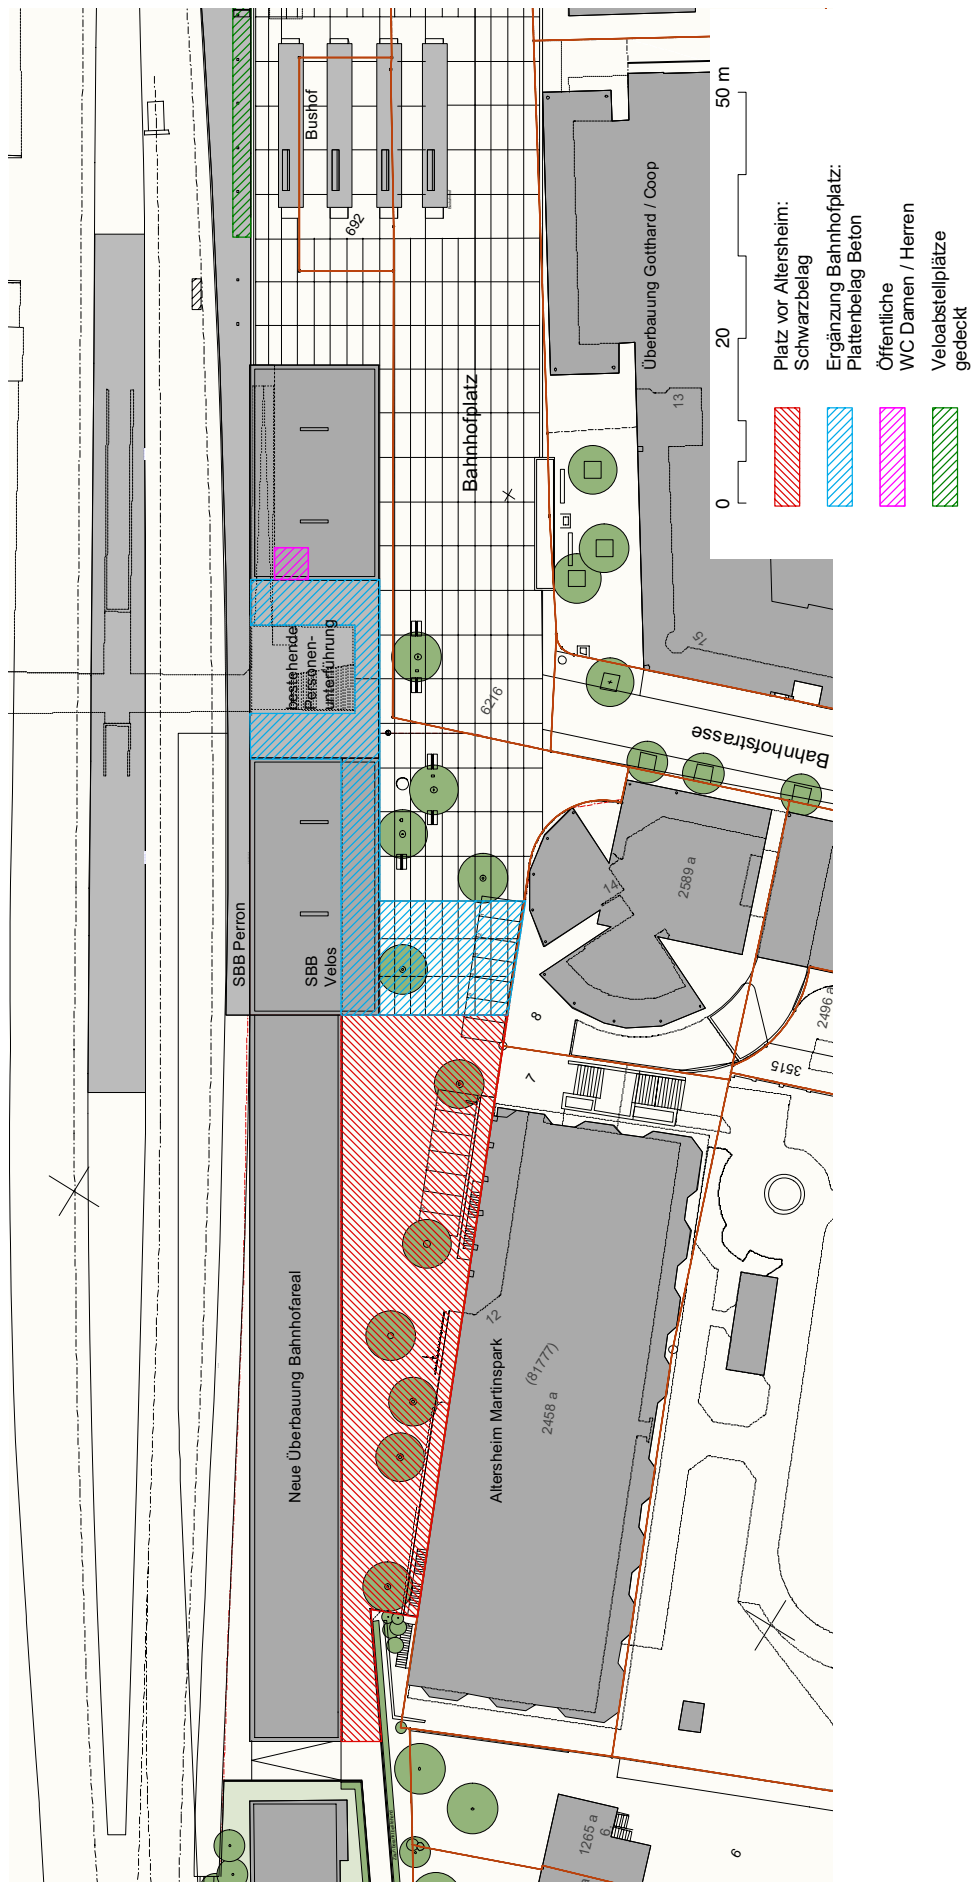 Bushof
692
Überbauung Gotthard / Coop
13
15
Bahnhofplatz
6216
Bahnhofstrasse
bestehende
Personen-
unterführung
SBB Perron
SBB
Velos
14
2589 a
2496 a
3515
8
7
Neue Überbauung Bahnhofareal
12
Altersheim Martinspark
(81777)
2458 a
1265 a
6
6
0
20
50 m
Platz vor Altersheim:
Schwarzbelag
Ergänzung Bahnhofplatz:
Plattenbelag Beton
Öffentliche
WC Damen / Herren
Veloabstellplätze
gedeckt